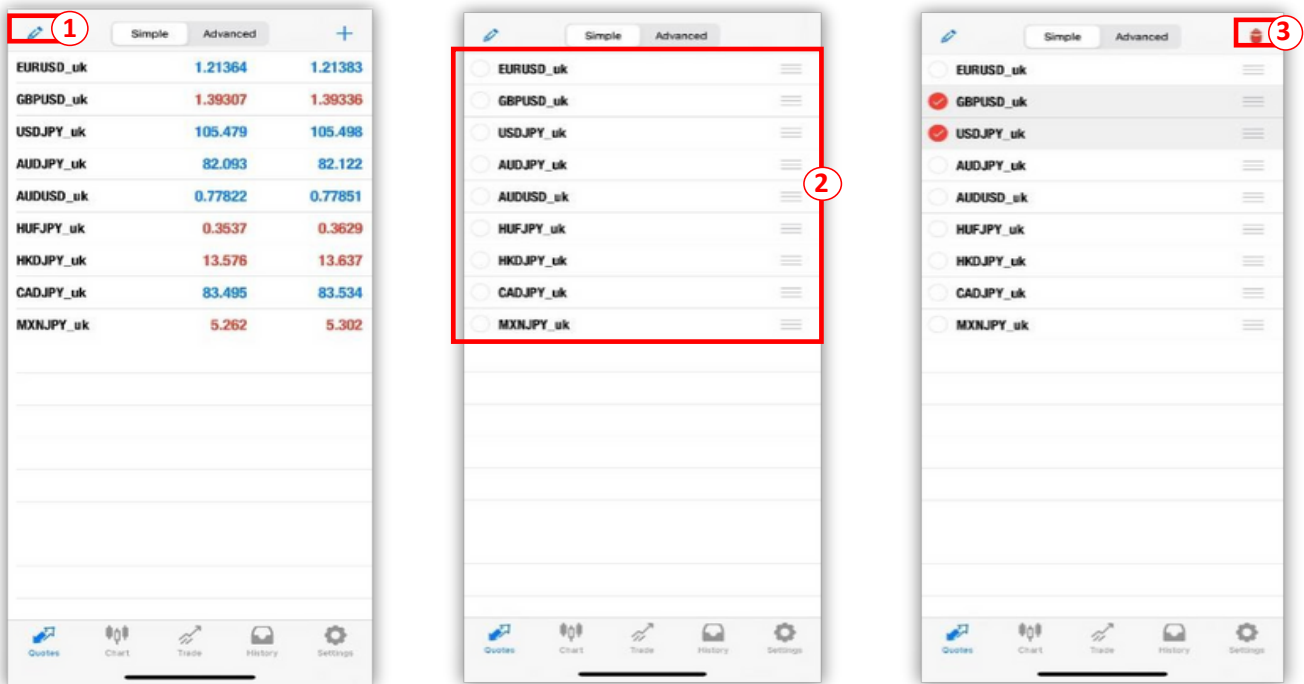 1
Simple Advanced +
EURUSD_uk 1.21364 1.21383
GBPUSD_uk 1.39307 1.39336
USDJPY_uk 105.479 105.498
AUDJPY_uk 82.093 82.122
AUDUSD_uk 0.77822 0.77851
HUFJPY_uk 0.3537 0.3629
HKDJPY_uk 13.576 13.637
CADJPY_uk 83.495 83.534
MXNJPY_uk 5.262 5.302
Quotes Chart Trade History Settings
Simple Advanced
EURUSD_uk
GBPUSD_uk
USDJPY_uk
AUDJPY_uk
AUDUSD_uk
HUFJPY_uk
HKDJPY_uk
CADJPY_uk
MXNJPY_uk
2
Quotes Chart Trade History Settings
Simple Advanced
3
EURUSD_uk
GBPUSD_uk
USDJPY_uk
AUDJPY_uk
AUDUSD_uk
HUFJPY_uk
HKDJPY_uk
CADJPY_uk
MXNJPY_uk
Quotes Chart Trade History Settings